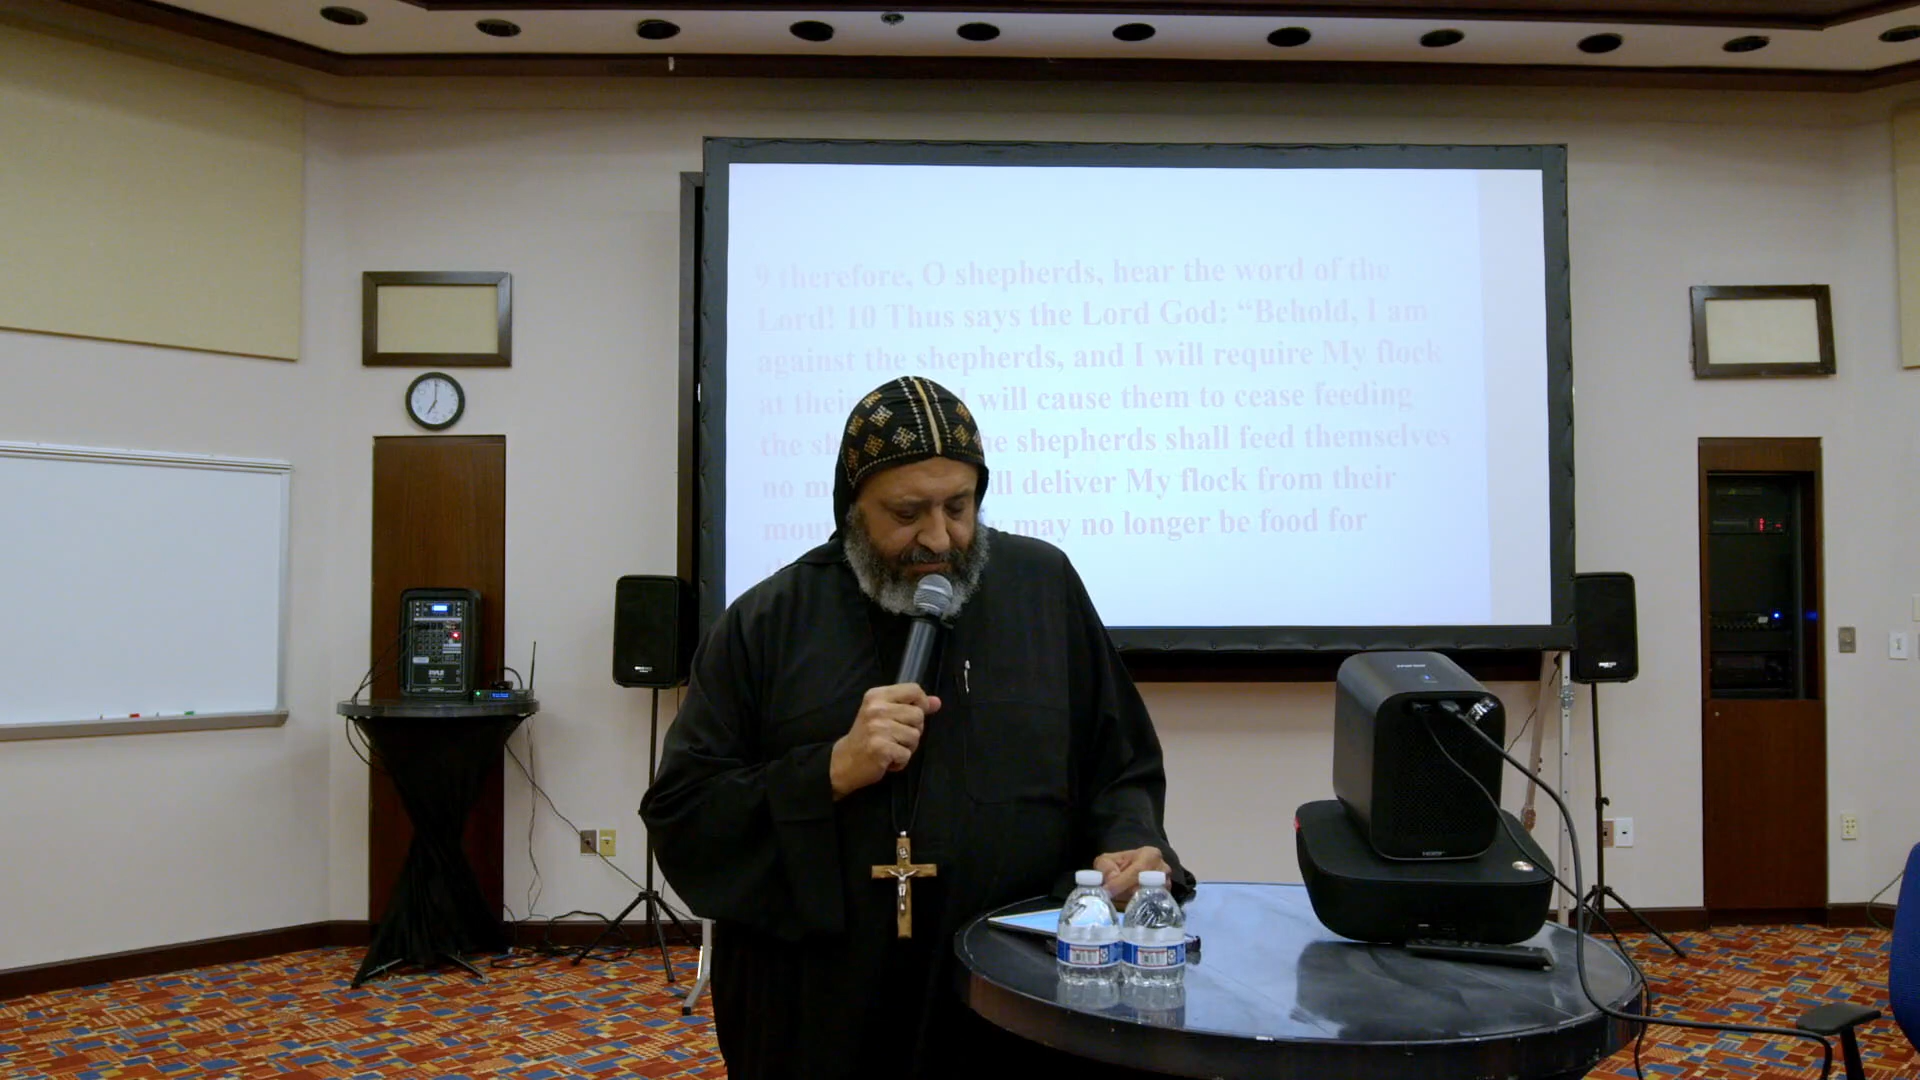 9 therefore, O shepherds, hear the word of the
Lord! 10 Thus says the Lord God: “Behold, I am
against the shepherds, and I will require My flock
at their will cause them to cease feeding
the shepherds shall feed themselves
no deliver My flock from their
may no longer be food for